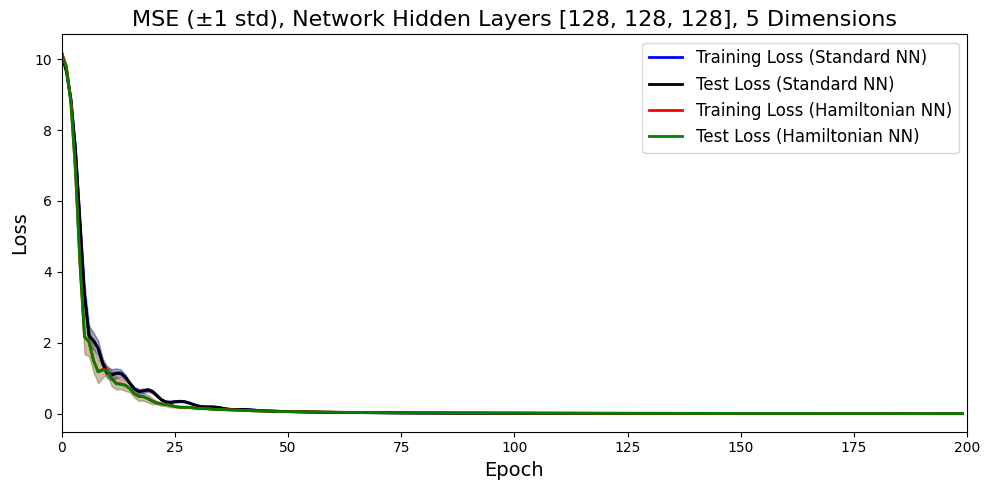 MSE (±1 std), Network Hidden Layers [128, 128, 128], 5 Dimensions
Training Loss (Standard NN)
Test Loss (Standard NN)
Training Loss (Hamiltonian NN)
Test Loss (Hamiltonian NN)
Loss
10
8
6
4
2
0
0 25 50 75 100 125 150 175 200
Epoch